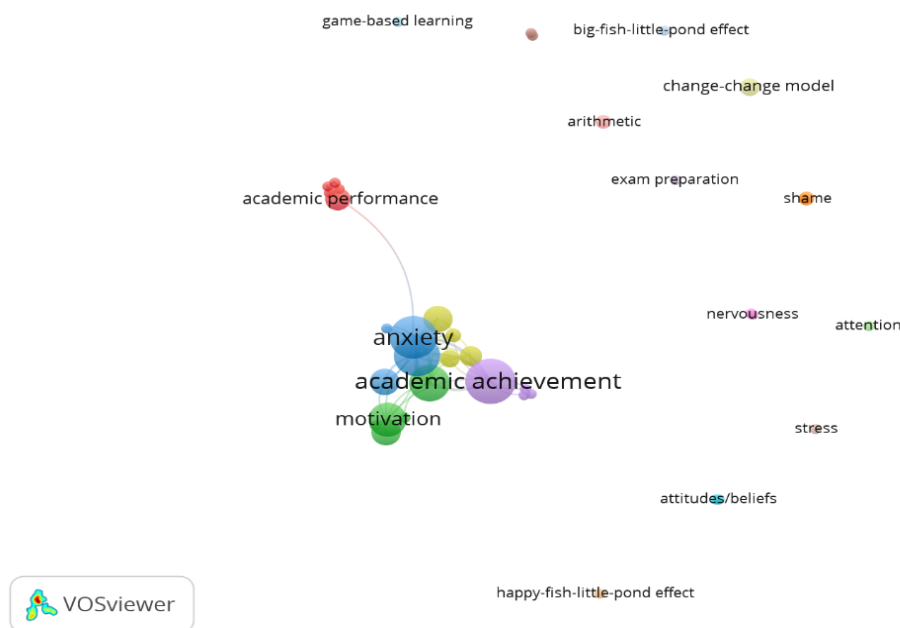 game-based learning
big-fish-little-pond effect
change-change model
arithmetic
exam preparation
academic performance
shame
nervousness
attention
anxiety
academic achievement
motivation
stress
attitudes/beliefs
happy-fish-little-pond effect
VOSviewer